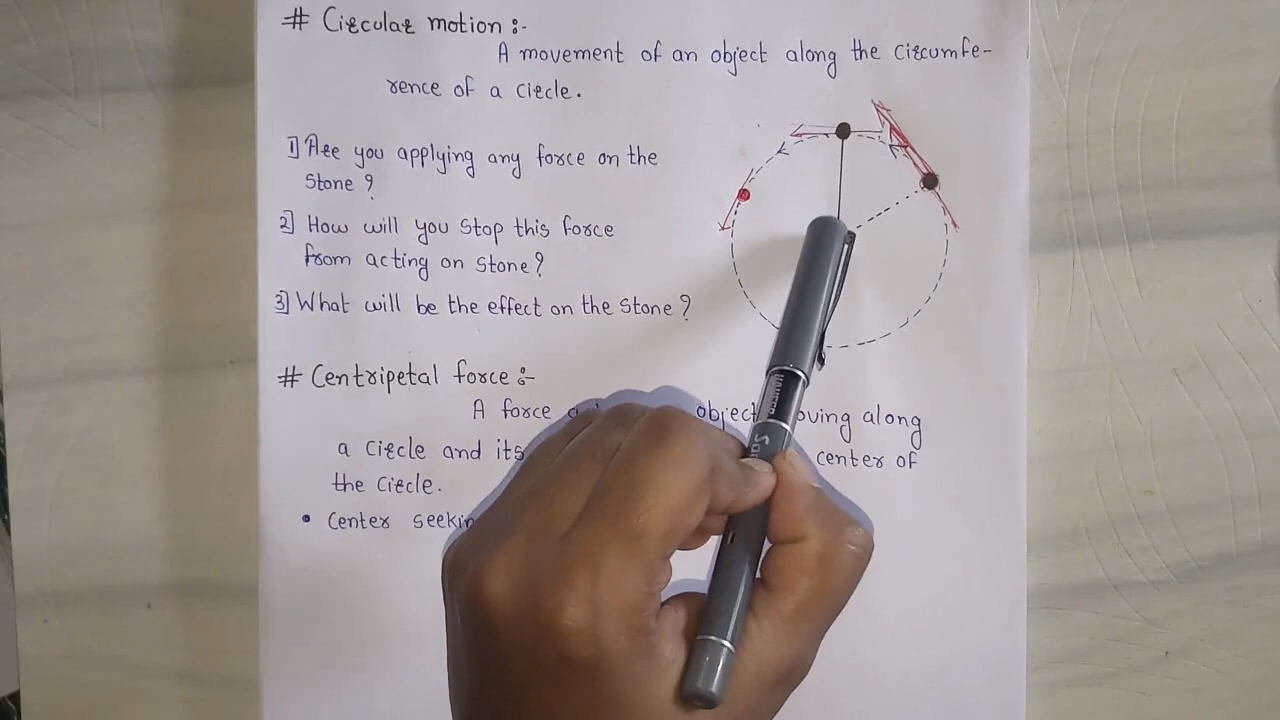 # Circular motion :-
A movement of an object along the circumfe-
rence of a circle.
1] Are you applying any force on the
stone ?
2] How will you stop this force
from acting on stone ?
3] What will be the effect on the stone ?
# Centripetal force :-
A force object moving along
a circle and its center of
the circle.
• Center